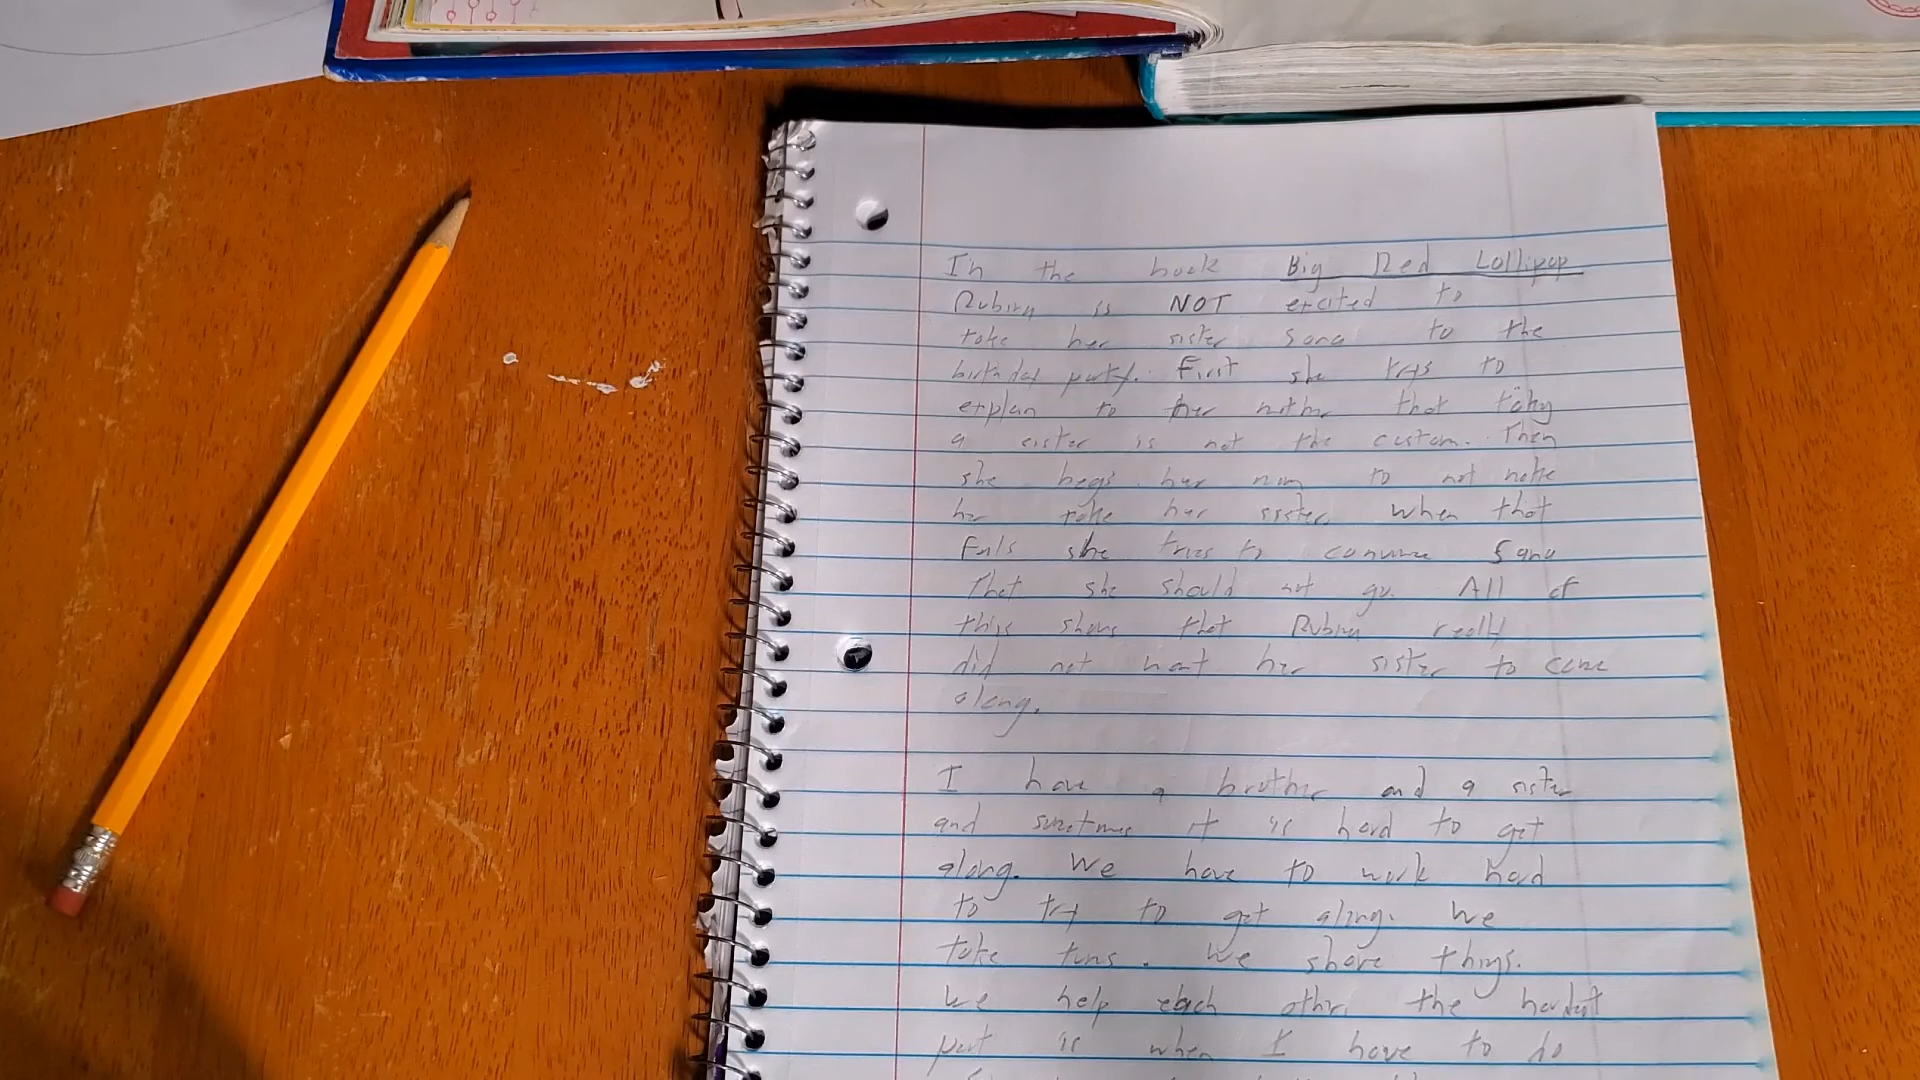 In the book Big Red Lollipop
Rubina is NOT excited to
take her sister Sana to the
birthday party. First she trys to
explan to her mother that
a sister is not the custom. Then
she begs her mum to not make
her take her sister. When that
she tries to Sana
That she should not go. All of
this shows that Rubina really
did not want her sister to come
along.
I have a brother and a sister
and sometimes it is hard to get
along. We have to work hard
to try to get along. We
take turns. We share things.
We help each other. the hardest
part is when I have to do